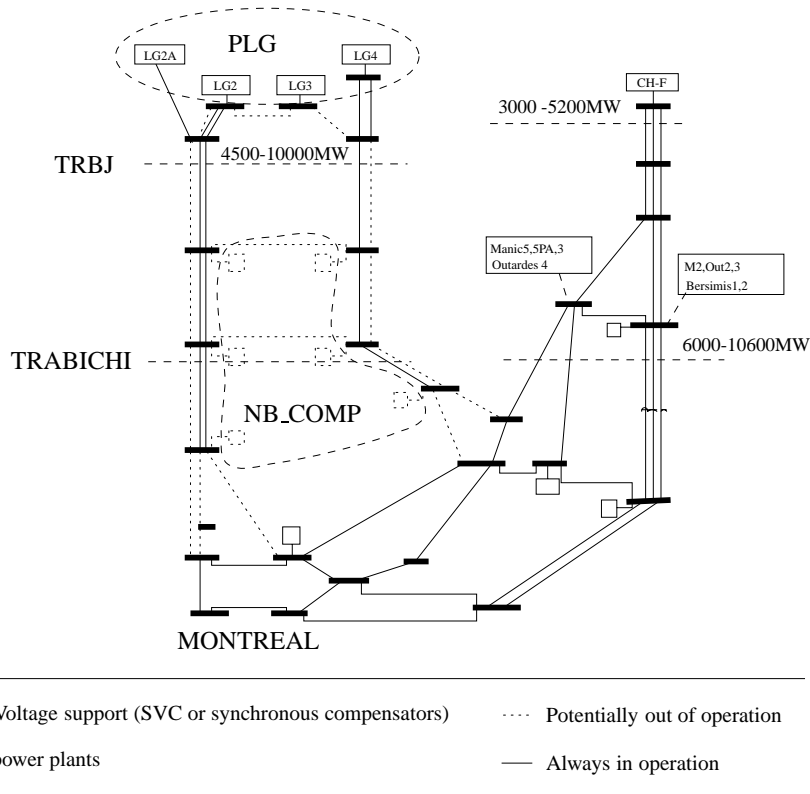 PLG
LG2A
LG4
LG2
LG3
CH-F
3000 -5200MW
TRBJ
4500-10000MW
Manic5,5PA,3
Outardes 4
M2,Out2,3
Bersimis1,2
TRABICHI
6000-10600MW
NB_COMP
MONTREAL
Voltage support (SVC or synchronous compensators)
Potentially out of operation
power plants
Always in operation